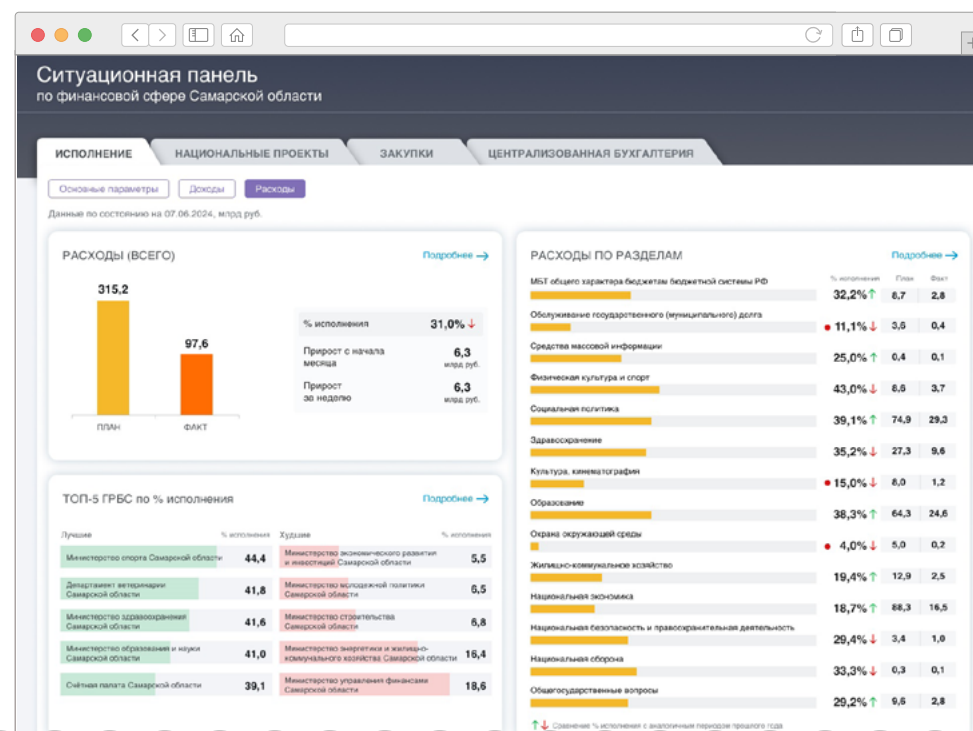 Ситуационная панель
по финансовой сфере Самарской области
ИСПОЛНЕНИЕ НАЦИОНАЛЬНЫЕ ПРОЕКТЫ ЗАКУПКИ ЦЕНТРАЛИЗОВАННАЯ БУХГАЛТЕРИЯ
Основные параметры Доходы Расходы
Данные по состоянию на 07.06.2024, млрд руб.
РАСХОДЫ (ВСЕГО) Подробнее →
315,2
97,6
ПЛАН ФАКТ
% исполнения 31,0% ↓
Прирост с начала
месяца
6,3
млрд руб.
Прирост
за неделю
6,3
млрд руб.
ТОП-5 ГРБС по % исполнения Подробнее →
Лучшие % исполнения
Министерство спорта Самарской области 44,4
Департамент ветеринарии
Самарской области 41,8
Министерство здравоохранения
Самарской области 41,6
Министерство образования и науки
Самарской области 41,0
Счётная палата Самарской области 39,1
Худшие % исполнения
Министерство экономического развития
и инвестиций Самарской области 5,5
Министерство молодежной политики
Самарской области 6,5
Министерство строительства
Самарской области 6,8
Министерство энергетики и жилищно-
коммунального хозяйства Самарской области 16,4
Министерство управления финансами
Самарской области 18,6
РАСХОДЫ ПО РАЗДЕЛАМ Подробнее →
% исполнения План Факт
МБТ общего характера бюджетам бюджетной системы РФ
32,2% ↑ 8,7 2,8
Обслуживание государственного (муниципального) долга
11,1% ↓ 3,6 0,4
Средства массовой информации
25,0% ↑ 0,4 0,1
Физическая культура и спорт
43,0% ↓ 8,6 3,7
Социальная политика
39,1% ↑ 74,9 29,3
Здравоохранение
35,2% ↓ 27,3 9,6
Культура, кинематография
15,0% ↓ 8,0 1,2
Образование
38,3% ↑ 64,3 24,6
Охрана окружающей среды
4,0% ↓ 5,0 0,2
Жилищно-коммунальное хозяйство
19,4% ↑ 12,9 2,5
Национальная экономика
18,7% ↑ 88,3 16,5
Национальная безопасность и правоохранительная деятельность
29,4% ↓ 3,4 1,0
Национальная оборона
33,3% ↓ 0,3 0,1
Общегосударственные вопросы
29,2% ↑ 9,6 2,8
↑↓ Сравнение % исполнения с аналогичным периодом прошлого года